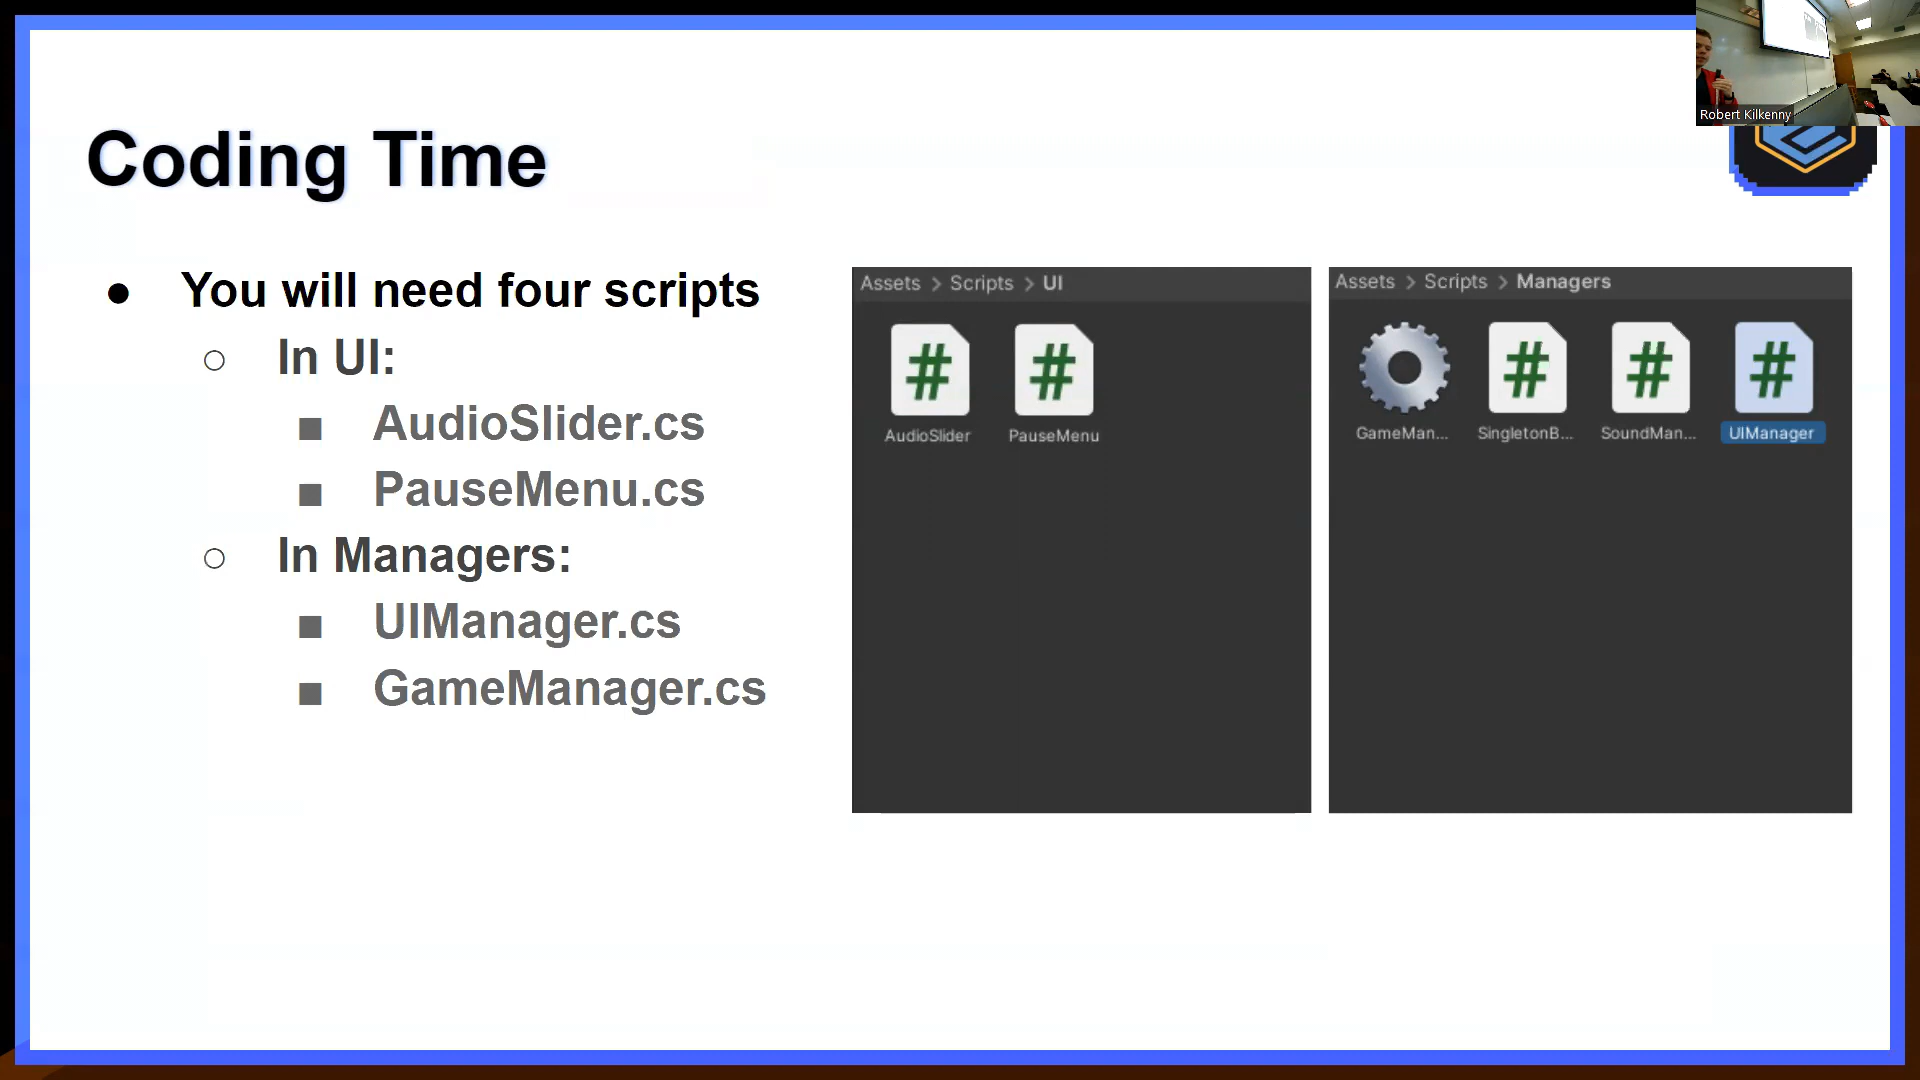 Robert Kilkenny
Coding Time
● You will need four scripts
○ In UI:
■ AudioSlider.cs
■ PauseMenu.cs
○ In Managers:
■ UIManager.cs
■ GameManager.cs
Assets > Scripts > UI
AudioSlider PauseMenu
Assets > Scripts > Managers
GameMan... SingletonB... SoundMan... UIManager